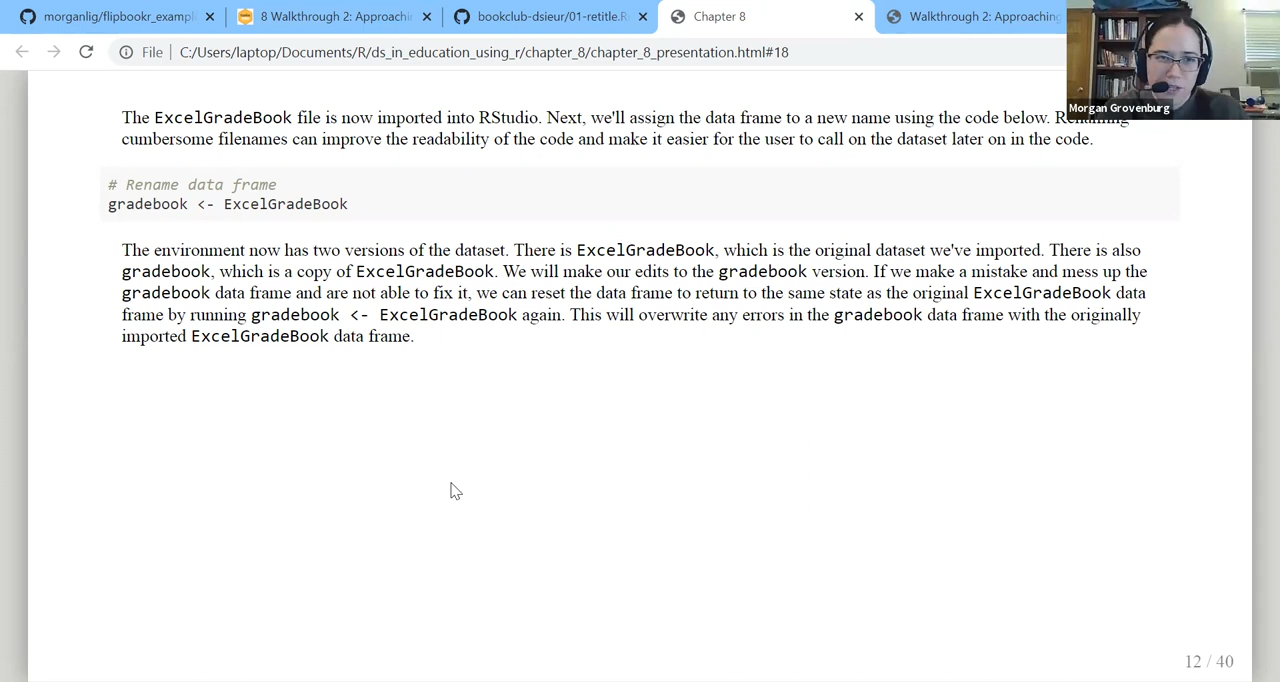 morganlig/flipbookr_exampl
8 Walkthrough 2: Approachin
bookclub-dsieur/01-retitle.R
Chapter 8
Walkthrough 2: Approaching
File | C:/Users/laptop/Documents/R/ds_in_education_using_r/chapter_8/chapter_8_presentation.html#18
Morgan Grovenburg
The ExcelGradeBook file is now imported into RStudio. Next, we'll assign the data frame to a new name using the code below. Renaming
cumbersome filenames can improve the readability of the code and make it easier for the user to call on the dataset later on in the code.
# Rename data frame
gradebook <- ExcelGradeBook
The environment now has two versions of the dataset. There is ExcelGradeBook, which is the original dataset we've imported. There is also
gradebook, which is a copy of ExcelGradeBook. We will make our edits to the gradebook version. If we make a mistake and mess up the
gradebook data frame and are not able to fix it, we can reset the data frame to return to the same state as the original ExcelGradeBook data
frame by running gradebook <- ExcelGradeBook again. This will overwrite any errors in the gradebook data frame with the originally
imported ExcelGradeBook data frame.
12 / 40